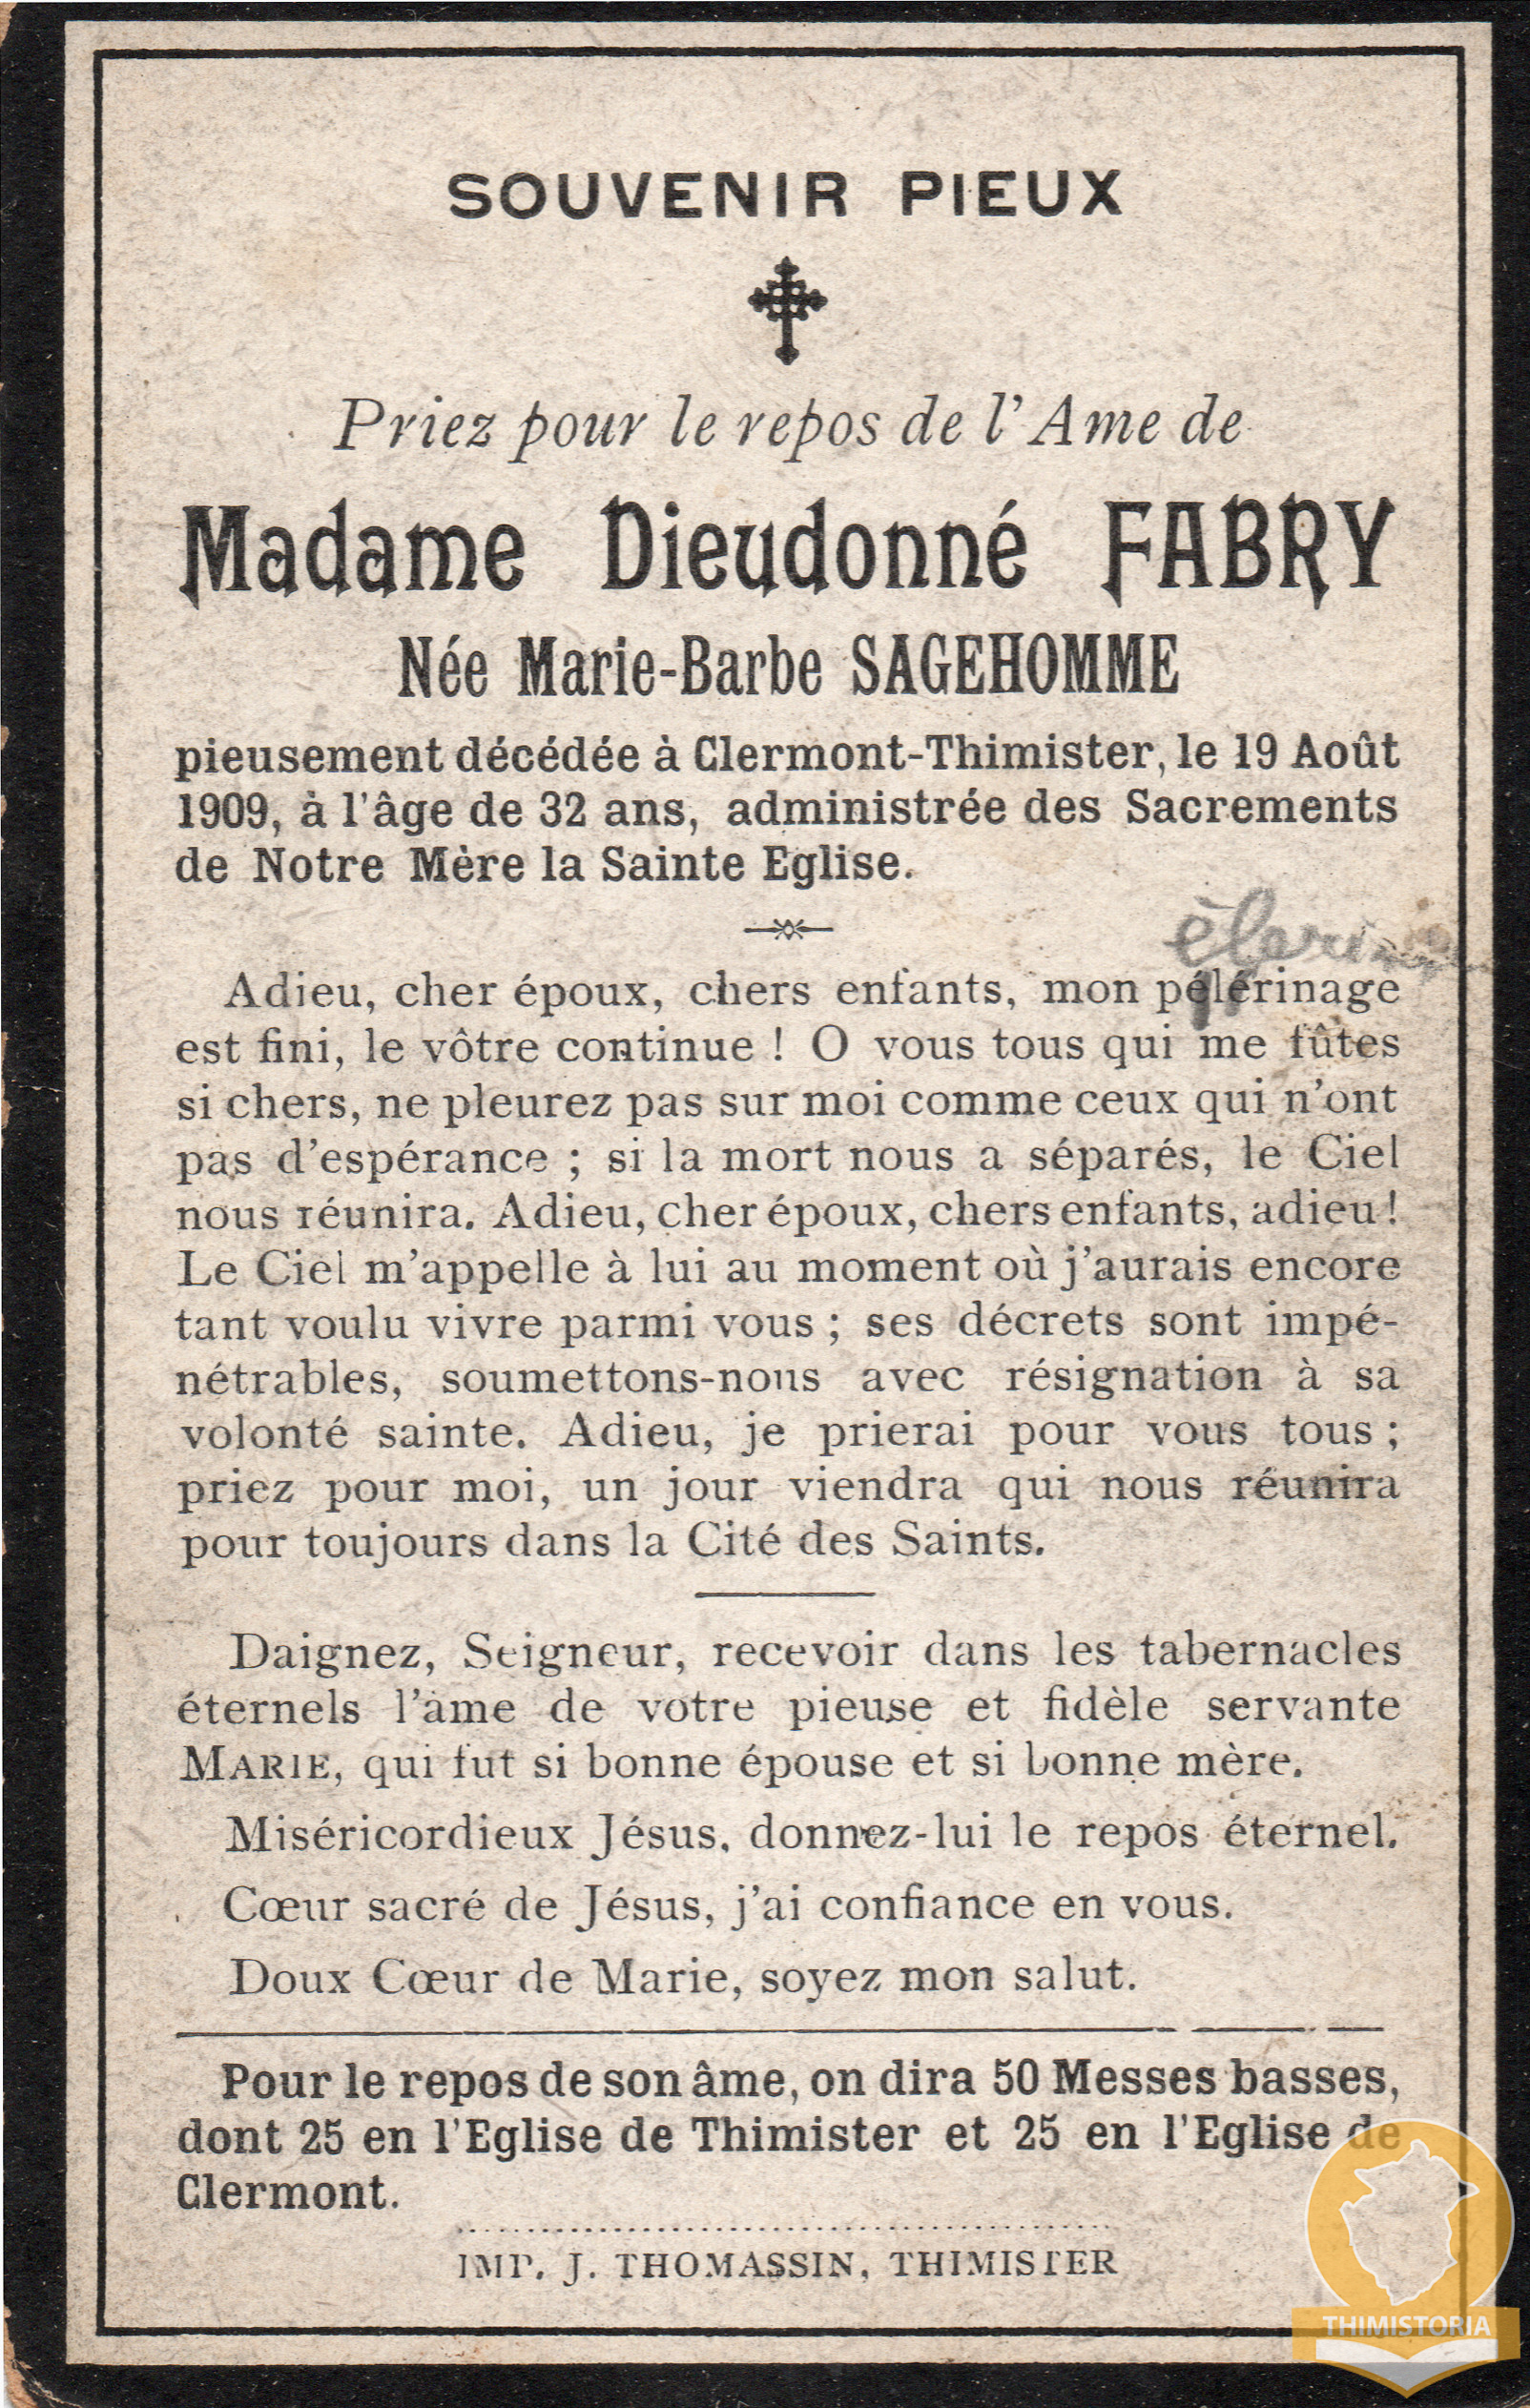 SOUVENIR PIEUX
Priez pour le repos de l'Ame de
Madame Dieudonné FABRY
Née Marie-Barbe SAGEHOMME
pieusement décédée à Clermont-Thimister, le 19 Août
1909, à l'âge de 32 ans, administrée des Sacrements
de Notre Mère la Sainte Eglise.
Adieu, cher époux, chers enfants, mon pélérinage
est fini, le vôtre continue ! O vous tous qui me fûtes
si chers, ne pleurez pas sur moi comme ceux qui n'ont
pas d'espérance ; si la mort nous a séparés, le Ciel
nous réunira. Adieu, cher époux, chers enfants, adieu !
Le Ciel m'appelle à lui au moment où j'aurais encore
tant voulu vivre parmi vous ; ses décrets sont impé-
nétrables, soumettons-nous avec résignation à sa
volonté sainte. Adieu, je prierai pour vous tous ;
priez pour moi, un jour viendra qui nous réunira
pour toujours dans la Cité des Saints.
Daignez, Seigneur, recevoir dans les tabernacles
éternels l'âme de votre pieuse et fidèle servante
MARIE, qui fut si bonne épouse et si bonne mère.
Miséricordieux Jésus, donnez-lui le repos éternel.
Cœur sacré de Jésus, j'ai confiance en vous.
Doux Cœur de Marie, soyez mon salut.
Pour le repos de son âme, on dira 50 Messes basses,
dont 25 en l'Eglise de Thimister et 25 en l'Eglise de
Clermont.
IMP. J. THOMASSIN, THIMISTER
THIMISTORIA